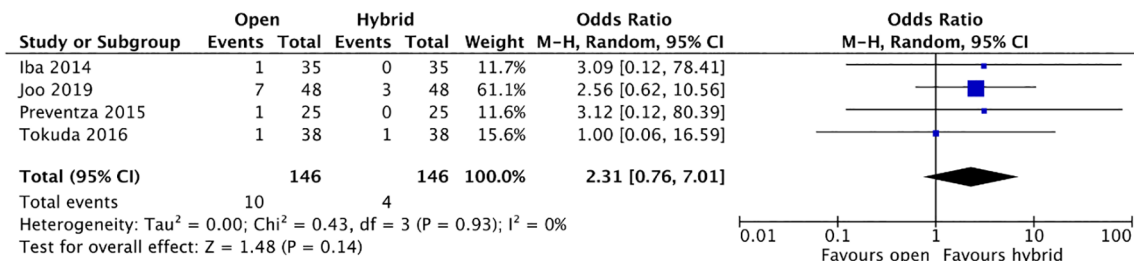 Open Hybrid Odds Ratio Odds Ratio
Study or Subgroup Events Total Events Total Weight M-H, Random, 95% CI M-H, Random, 95% CI
Iba 2014 1 35 0 35 11.7% 3.09 [0.12, 78.41]
Joo 2019 7 48 3 48 61.1% 2.56 [0.62, 10.56]
Preventza 2015 1 25 0 25 11.6% 3.12 [0.12, 80.39]
Tokuda 2016 1 38 1 38 15.6% 1.00 [0.06, 16.59]
Total (95% CI) 146 146 100.0% 2.31 [0.76, 7.01]
Total events 10 4
Heterogeneity: Tau² = 0.00; Chi² = 0.43, df = 3 (P = 0.93); I² = 0%
Test for overall effect: Z = 1.48 (P = 0.14)
0.01 0.1 1 10 100
Favours open Favours hybrid